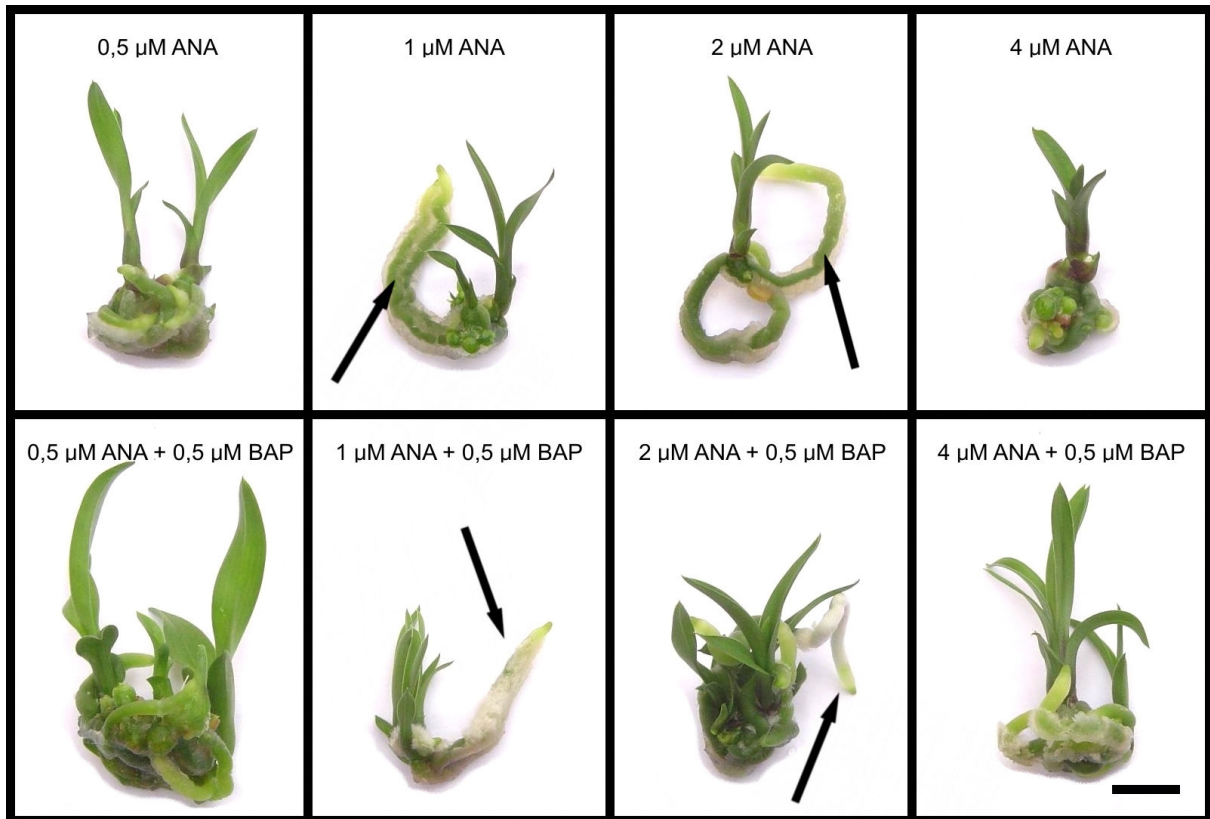 0,5 µM ANA
1 µM ANA
2 µM ANA
4 µM ANA
0,5 µM ANA + 0,5 µM BAP
1 µM ANA + 0,5 µM BAP
2 µM ANA + 0,5 µM BAP
4 µM ANA + 0,5 µM BAP